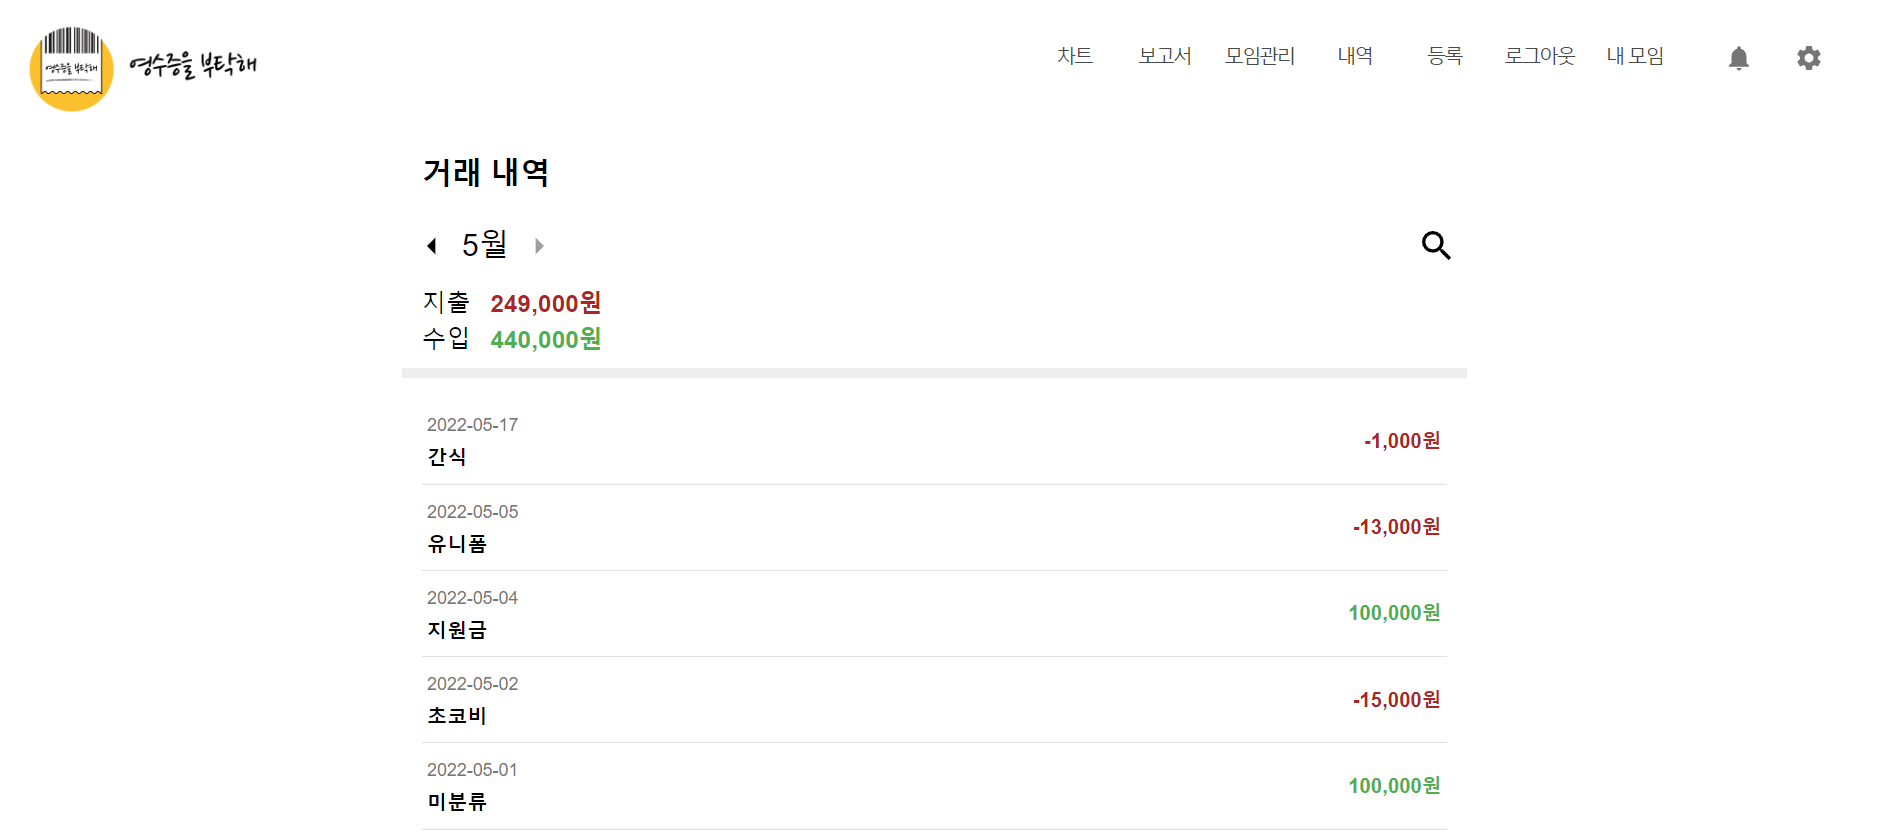 영수증을 부탁해
영수증을 부탁해
차트 보고서 모임관리 내역 등록 로그아웃 내 모임
거래 내역
5월
지출 249,000원
수입 440,000원
2022-05-17
간식
-1,000원
2022-05-05
유니폼
-13,000원
2022-05-04
지원금
100,000원
2022-05-02
초코비
-15,000원
2022-05-01
미분류
100,000원